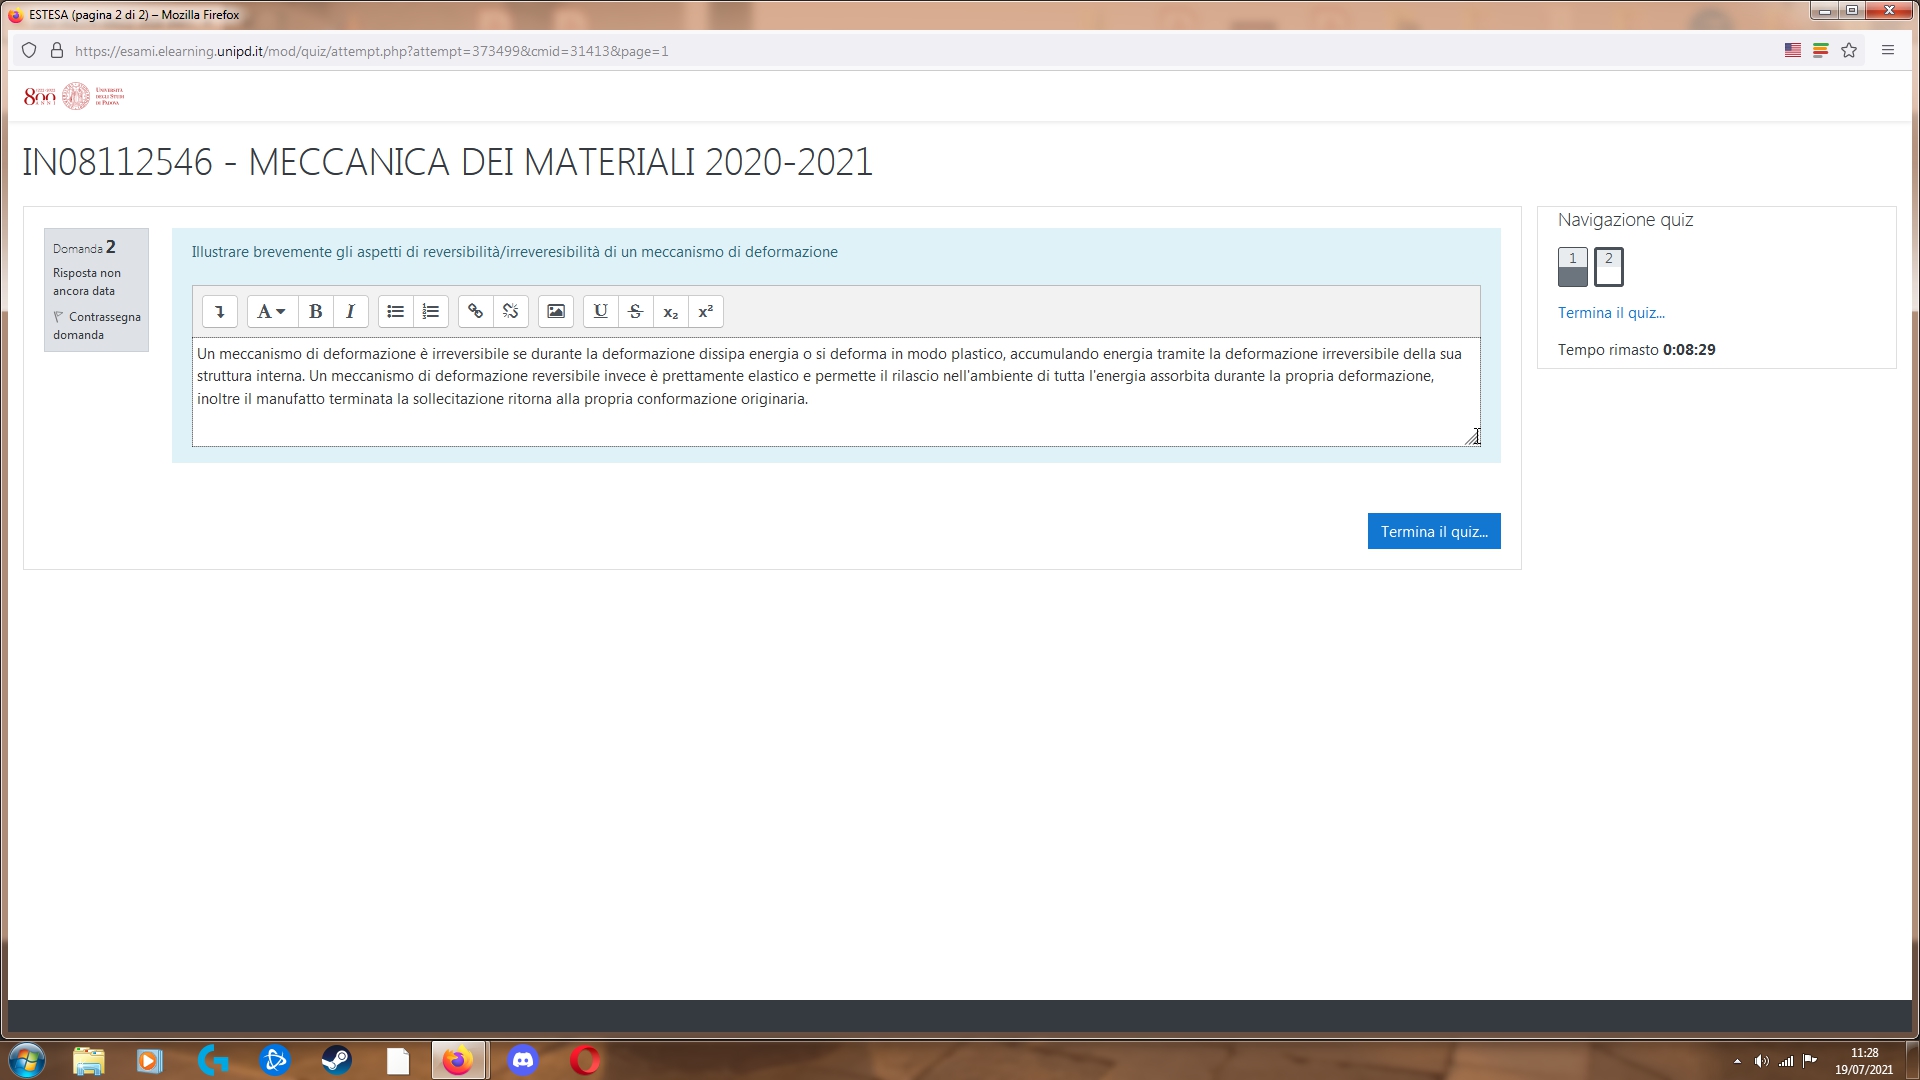 ESTESA (pagina 2 di 2) – Mozilla Firefox
https://esami.elearning.unipd.it/mod/quiz/attempt.php?attempt=373499&cmid=31413&page=1
800 ANNI
UNIVERSITÀ
DEGLI STUDI
DI PADOVA
IN08112546 - MECCANICA DEI MATERIALI 2020-2021
Domanda 2
Risposta non
ancora data
Contrassegna
domanda
Illustrare brevemente gli aspetti di reversibilità/irreveresibilità di un meccanismo di deformazione
A B I U S x₂ x²
Un meccanismo di deformazione è irreversibile se durante la deformazione dissipa energia o si deforma in modo plastico, accumulando energia tramite la deformazione irreversibile della sua
struttura interna. Un meccanismo di deformazione reversibile invece è prettamente elastico e permette il rilascio nell'ambiente di tutta l'energia assorbita durante la propria deformazione,
inoltre il manufatto terminata la sollecitazione ritorna alla propria conformazione originaria.
Termina il quiz...
Navigazione quiz
1 2
Termina il quiz...
Tempo rimasto 0:08:29
11:28
19/07/2021